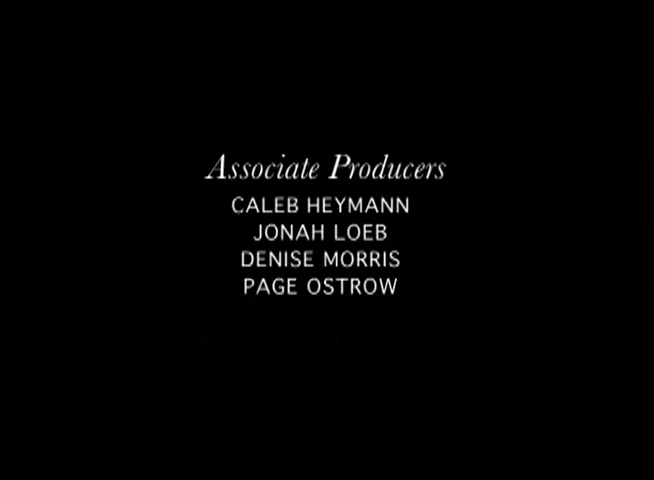 Associate Producers
CALEB HEYMANN
JONAH LOEB
DENISE MORRIS
PAGE OSTROW